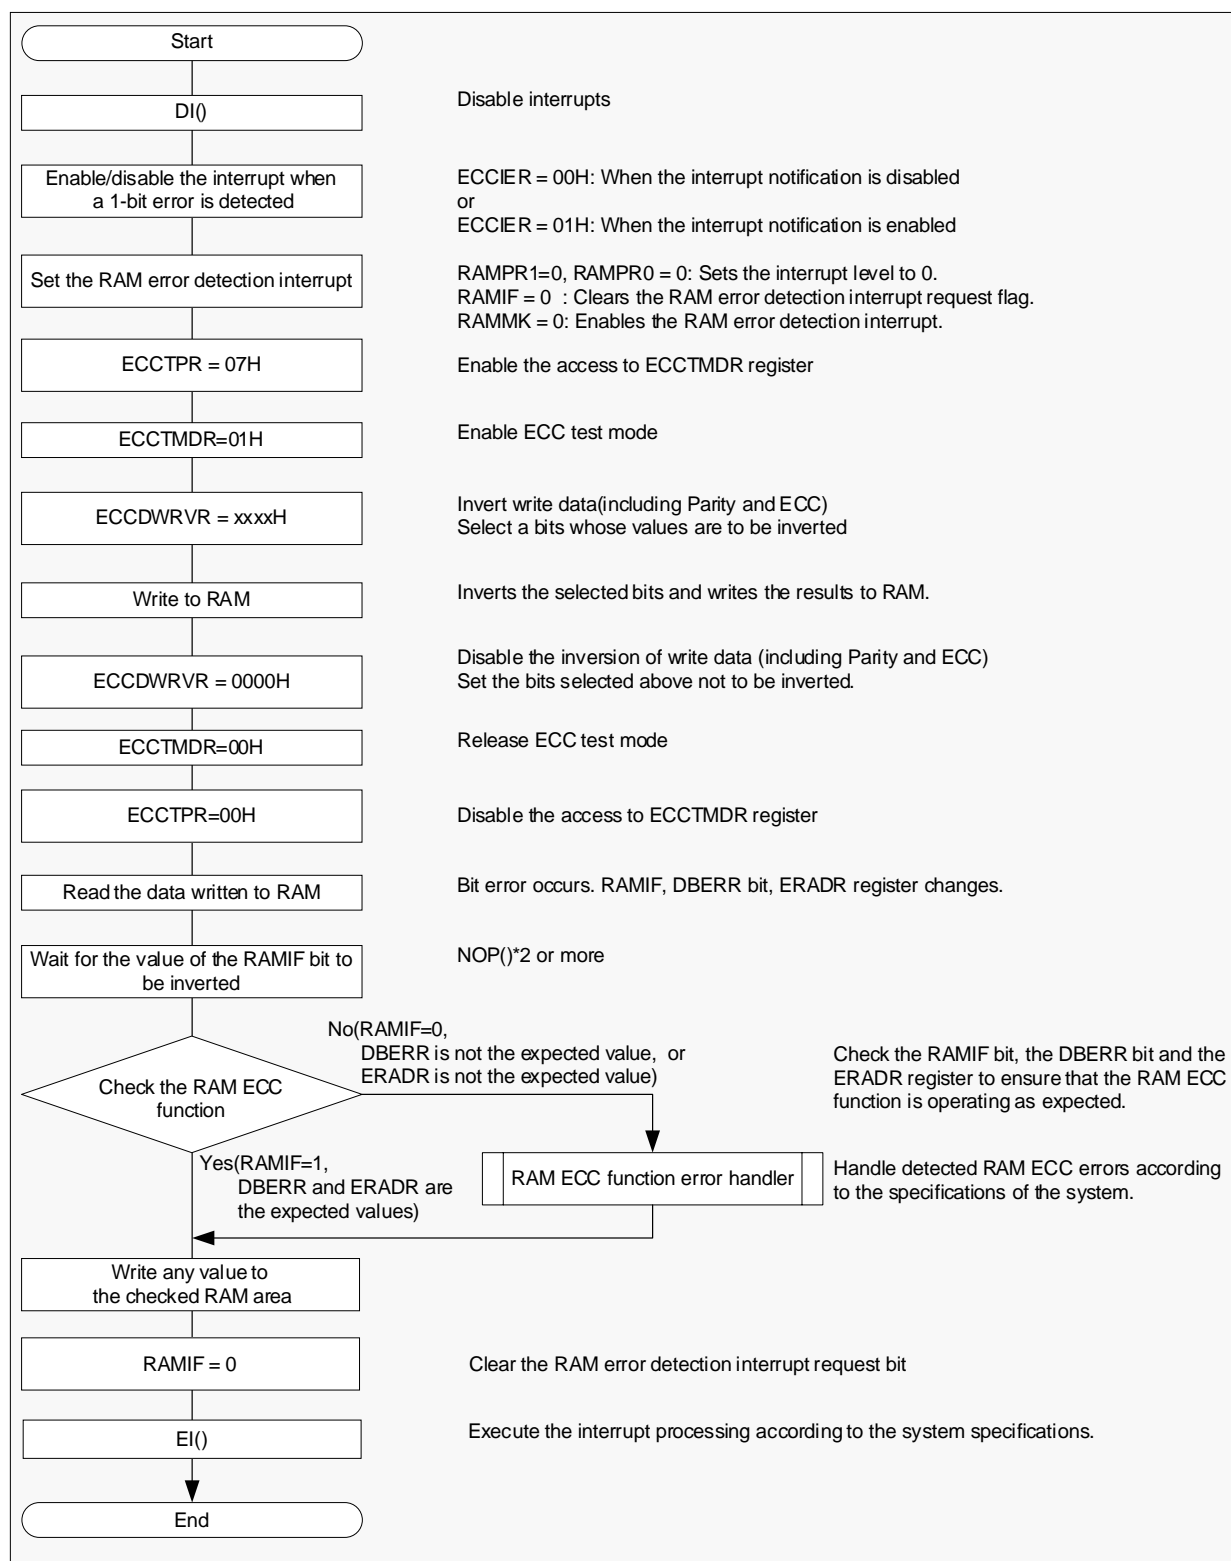 Start
DI()
Disable interrupts
Enable/disable the interrupt when
a 1-bit error is detected
ECCIER = 00H: When the interrupt notification is disabled
or
ECCIER = 01H: When the interrupt notification is enabled
Set the RAM error detection interrupt
RAMPR1=0, RAMPR0 = 0: Sets the interrupt level to 0.
RAMIF = 0 : Clears the RAM error detection interrupt request flag.
RAMMK = 0: Enables the RAM error detection interrupt.
ECCTPR = 07H
Enable the access to ECCTMDR register
ECCTMDR=01H
Enable ECC test mode
ECCDWRVR = xxxxH
Invert write data(including Parity and ECC)
Select a bits whose values are to be inverted
Write to RAM
Inverts the selected bits and writes the results to RAM.
ECCDWRVR = 0000H
Disable the inversion of write data (including Parity and ECC)
Set the bits selected above not to be inverted.
ECCTMDR=00H
Release ECC test mode
ECCTPR=00H
Disable the access to ECCTMDR register
Read the data written to RAM
Bit error occurs. RAMIF, DBERR bit, ERADR register changes.
Wait for the value of the RAMIF bit to
be inverted
NOP()*2 or more
Check the RAM ECC
function
No(RAMIF=0,
DBERR is not the expected value, or
ERADR is not the expected value)
Check the RAMIF bit, the DBERR bit and the
ERADR register to ensure that the RAM ECC
function is operating as expected.
Yes(RAMIF=1,
DBERR and ERADR are
the expected values)
RAM ECC function error handler
Handle detected RAM ECC errors according
to the specifications of the system.
Write any value to
the checked RAM area
RAMIF = 0
Clear the RAM error detection interrupt request bit
EI()
Execute the interrupt processing according to the system specifications.
End